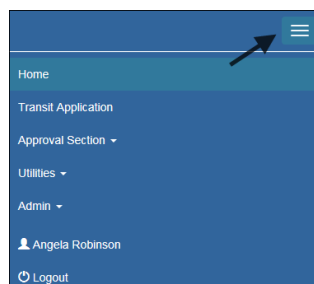 Home
Transit Application
Approval Section
Utilities
Admin
Angela Robinson
Logout